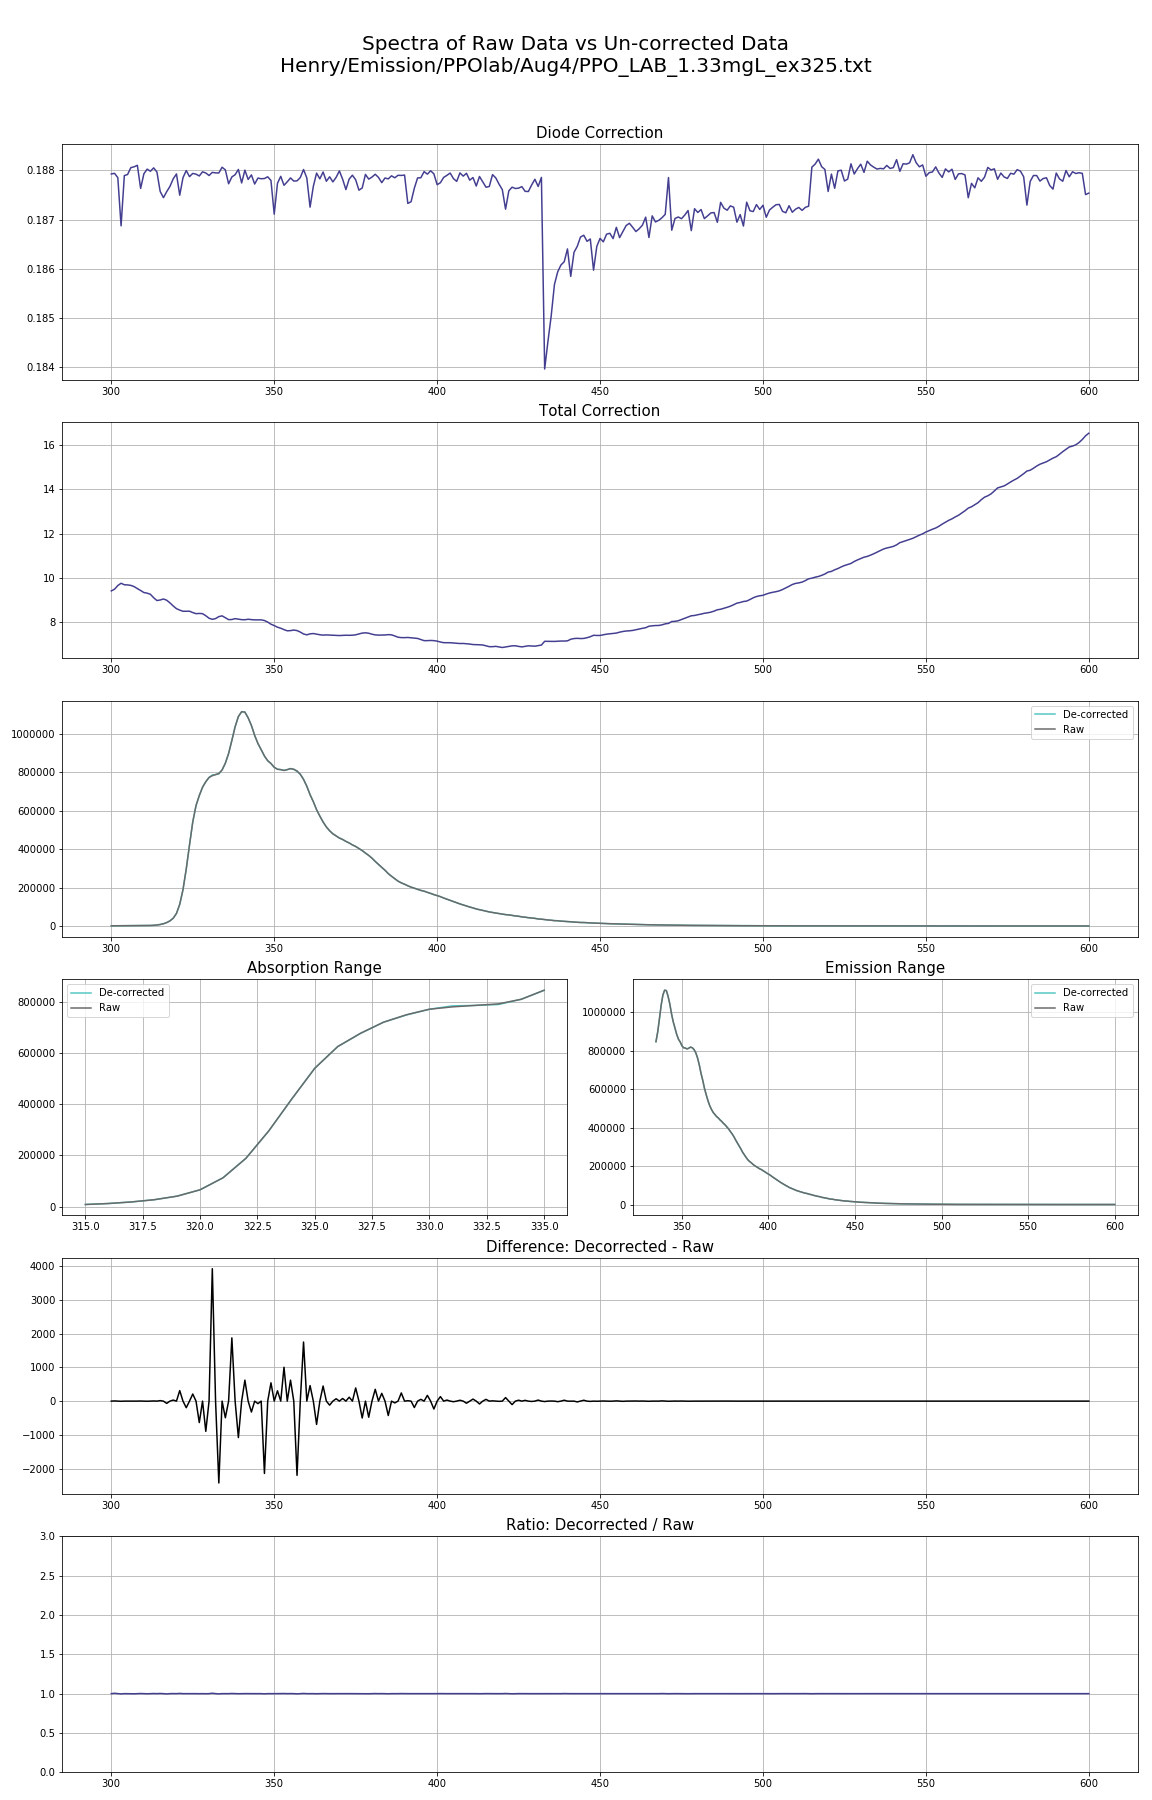 Spectra of Raw Data vs Un-corrected Data
Henry/Emission/PPOlab/Aug4/PPO_LAB_1.33mgL_ex325.txt
Diode Correction
0.188
0.187
0.186
0.185
0.184
300 350 400 450 500 550 600
Total Correction
16
14
12
10
8
300 350 400 450 500 550 600
De-corrected
Raw
1000000
800000
600000
400000
200000
0
300 350 400 450 500 550 600
Absorption Range
De-corrected
Raw
800000
600000
400000
200000
0
315.0 317.5 320.0 322.5 325.0 327.5 330.0 332.5 335.0
Emission Range
De-corrected
Raw
1000000
800000
600000
400000
200000
0
350 400 450 500 550 600
Difference: Decorrected - Raw
4000
3000
2000
1000
0
−1000
−2000
300 350 400 450 500 550 600
Ratio: Decorrected / Raw
3.0
2.5
2.0
1.5
1.0
0.5
0.0
300 350 400 450 500 550 600